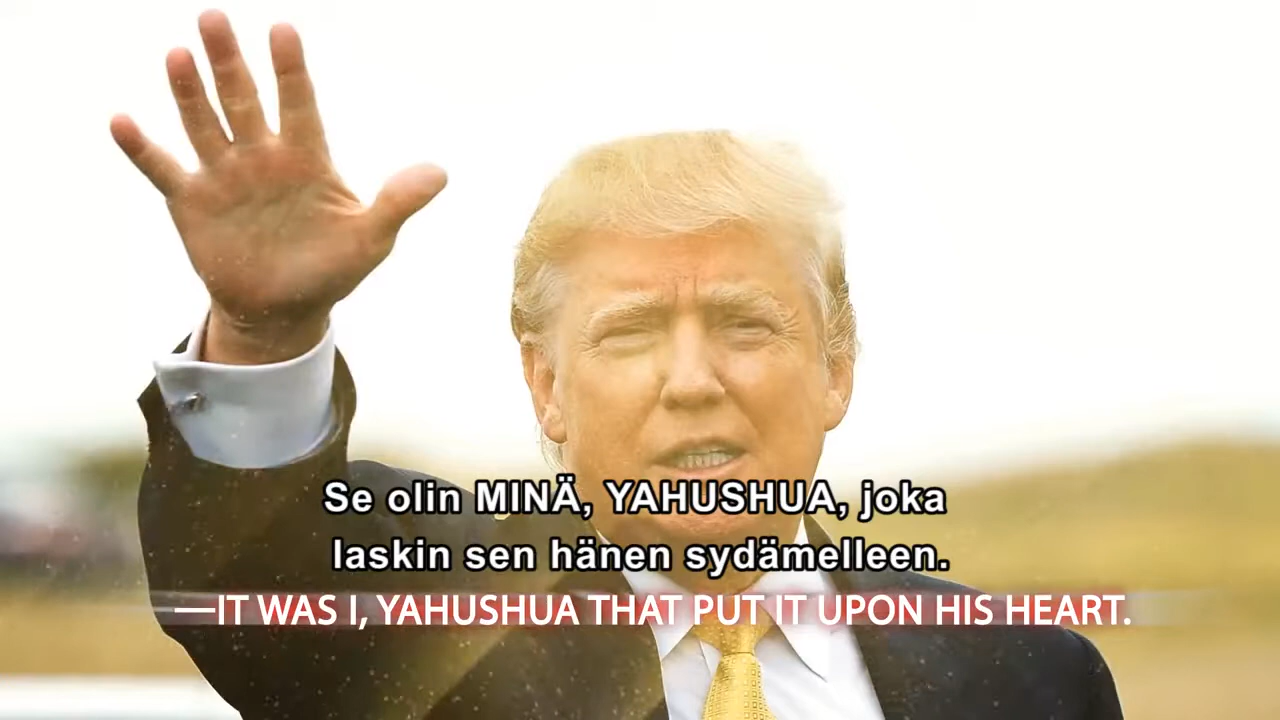 Se olin MINÄ, YAHUSHUA, joka
laskin sen hänen sydämelleen.
—IT WAS I, YAHUSHUA THAT PUT IT UPON HIS HEART.